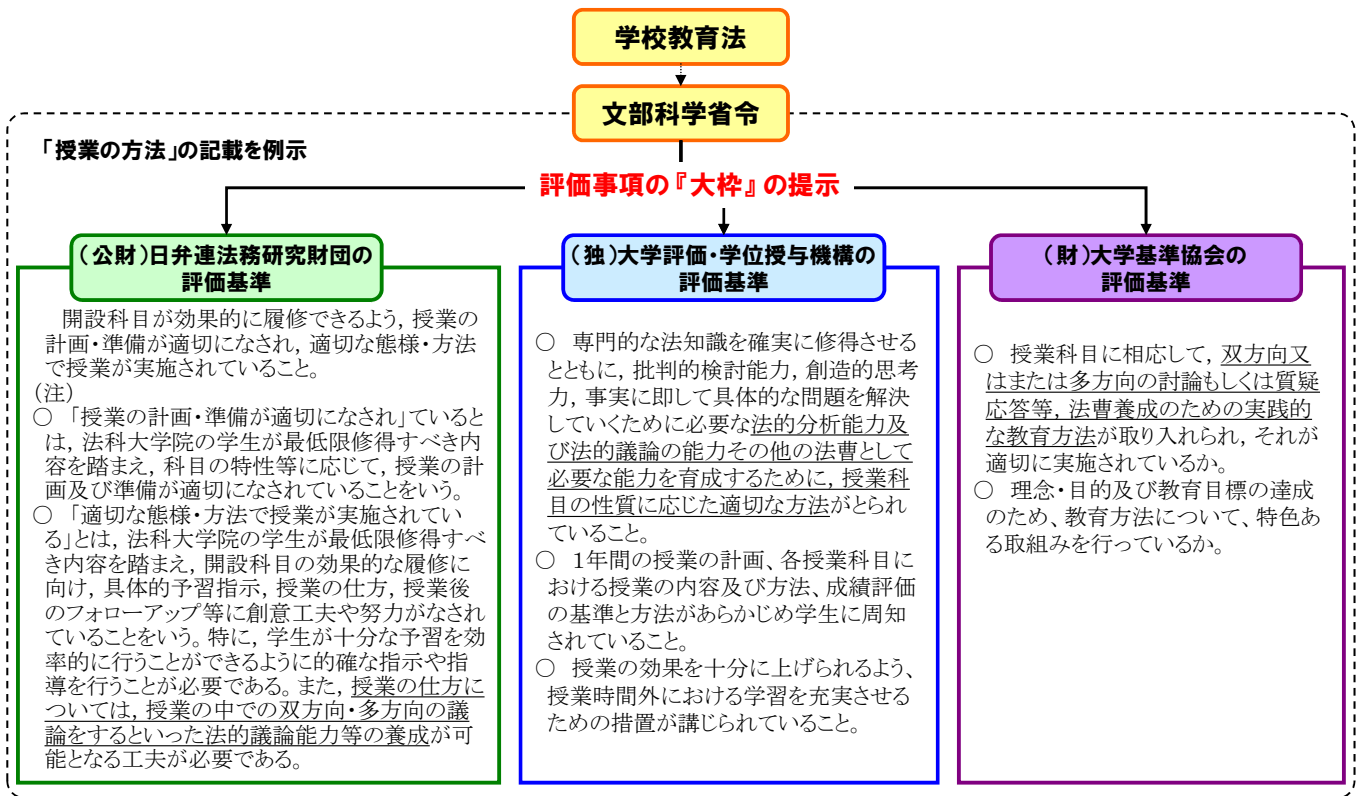 学校教育法
文部科学省令
「授業の方法」の記載を例示
評価事項の『大枠』の提示
(公財)日弁連法務研究財団の
評価基準
開設科目が効果的に履修できるよう，授業の
計画・準備が適切になされ，適切な態様・方法
で授業が実施されていること。
(注)
○ 「授業の計画・準備が適切になされ」ていると
は，法科大学院の学生が最低限修得すべき内
容を踏まえ，科目の特性等に応じて，授業の計
画及び準備が適切になされていることをいう。
○ 「適切な態様・方法で授業が実施されてい
る」とは，法科大学院の学生が最低限修得すべ
き内容を踏まえ，開設科目の効果的な履修に
向け，具体的予習指示，授業の仕方，授業後
のフォローアップ等に創意工夫や努力がなされ
ていることをいう。特に，学生が十分な予習を効
率的に行うことができるように的確な指示や指
導を行うことが必要である。また，授業の仕方に
ついては，授業の中での双方向・多方向の議
論をするといった法的議論能力等の養成が可
能となる工夫が必要である。
(独)大学評価・学位授与機構の
評価基準
○ 専門的な法知識を確実に修得させる
とともに，批判的検討能力，創造的思考
力，事実に即して具体的な問題を解決
していくために必要な法的分析能力及
び法的議論の能力その他の法曹として
必要な能力を育成するために，授業科
目の性質に応じた適切な方法がとられ
ていること。
○ 1年間の授業の計画、各授業科目に
おける授業の内容及び方法、成績評価
の基準と方法があらかじめ学生に周知
されていること。
○ 授業の効果を十分に上げられるよう、
授業時間外における学習を充実させる
ための措置が講じられていること。
(財)大学基準協会の
評価基準
○ 授業科目に相応して，双方向又
はまたは多方向の討論もしくは質疑
応答等，法曹養成のための実践的
な教育方法が取り入れられ，それが
適切に実施されているか。
○ 理念・目的及び教育目標の達成
のため、教育方法について、特色あ
る取組みを行っているか。